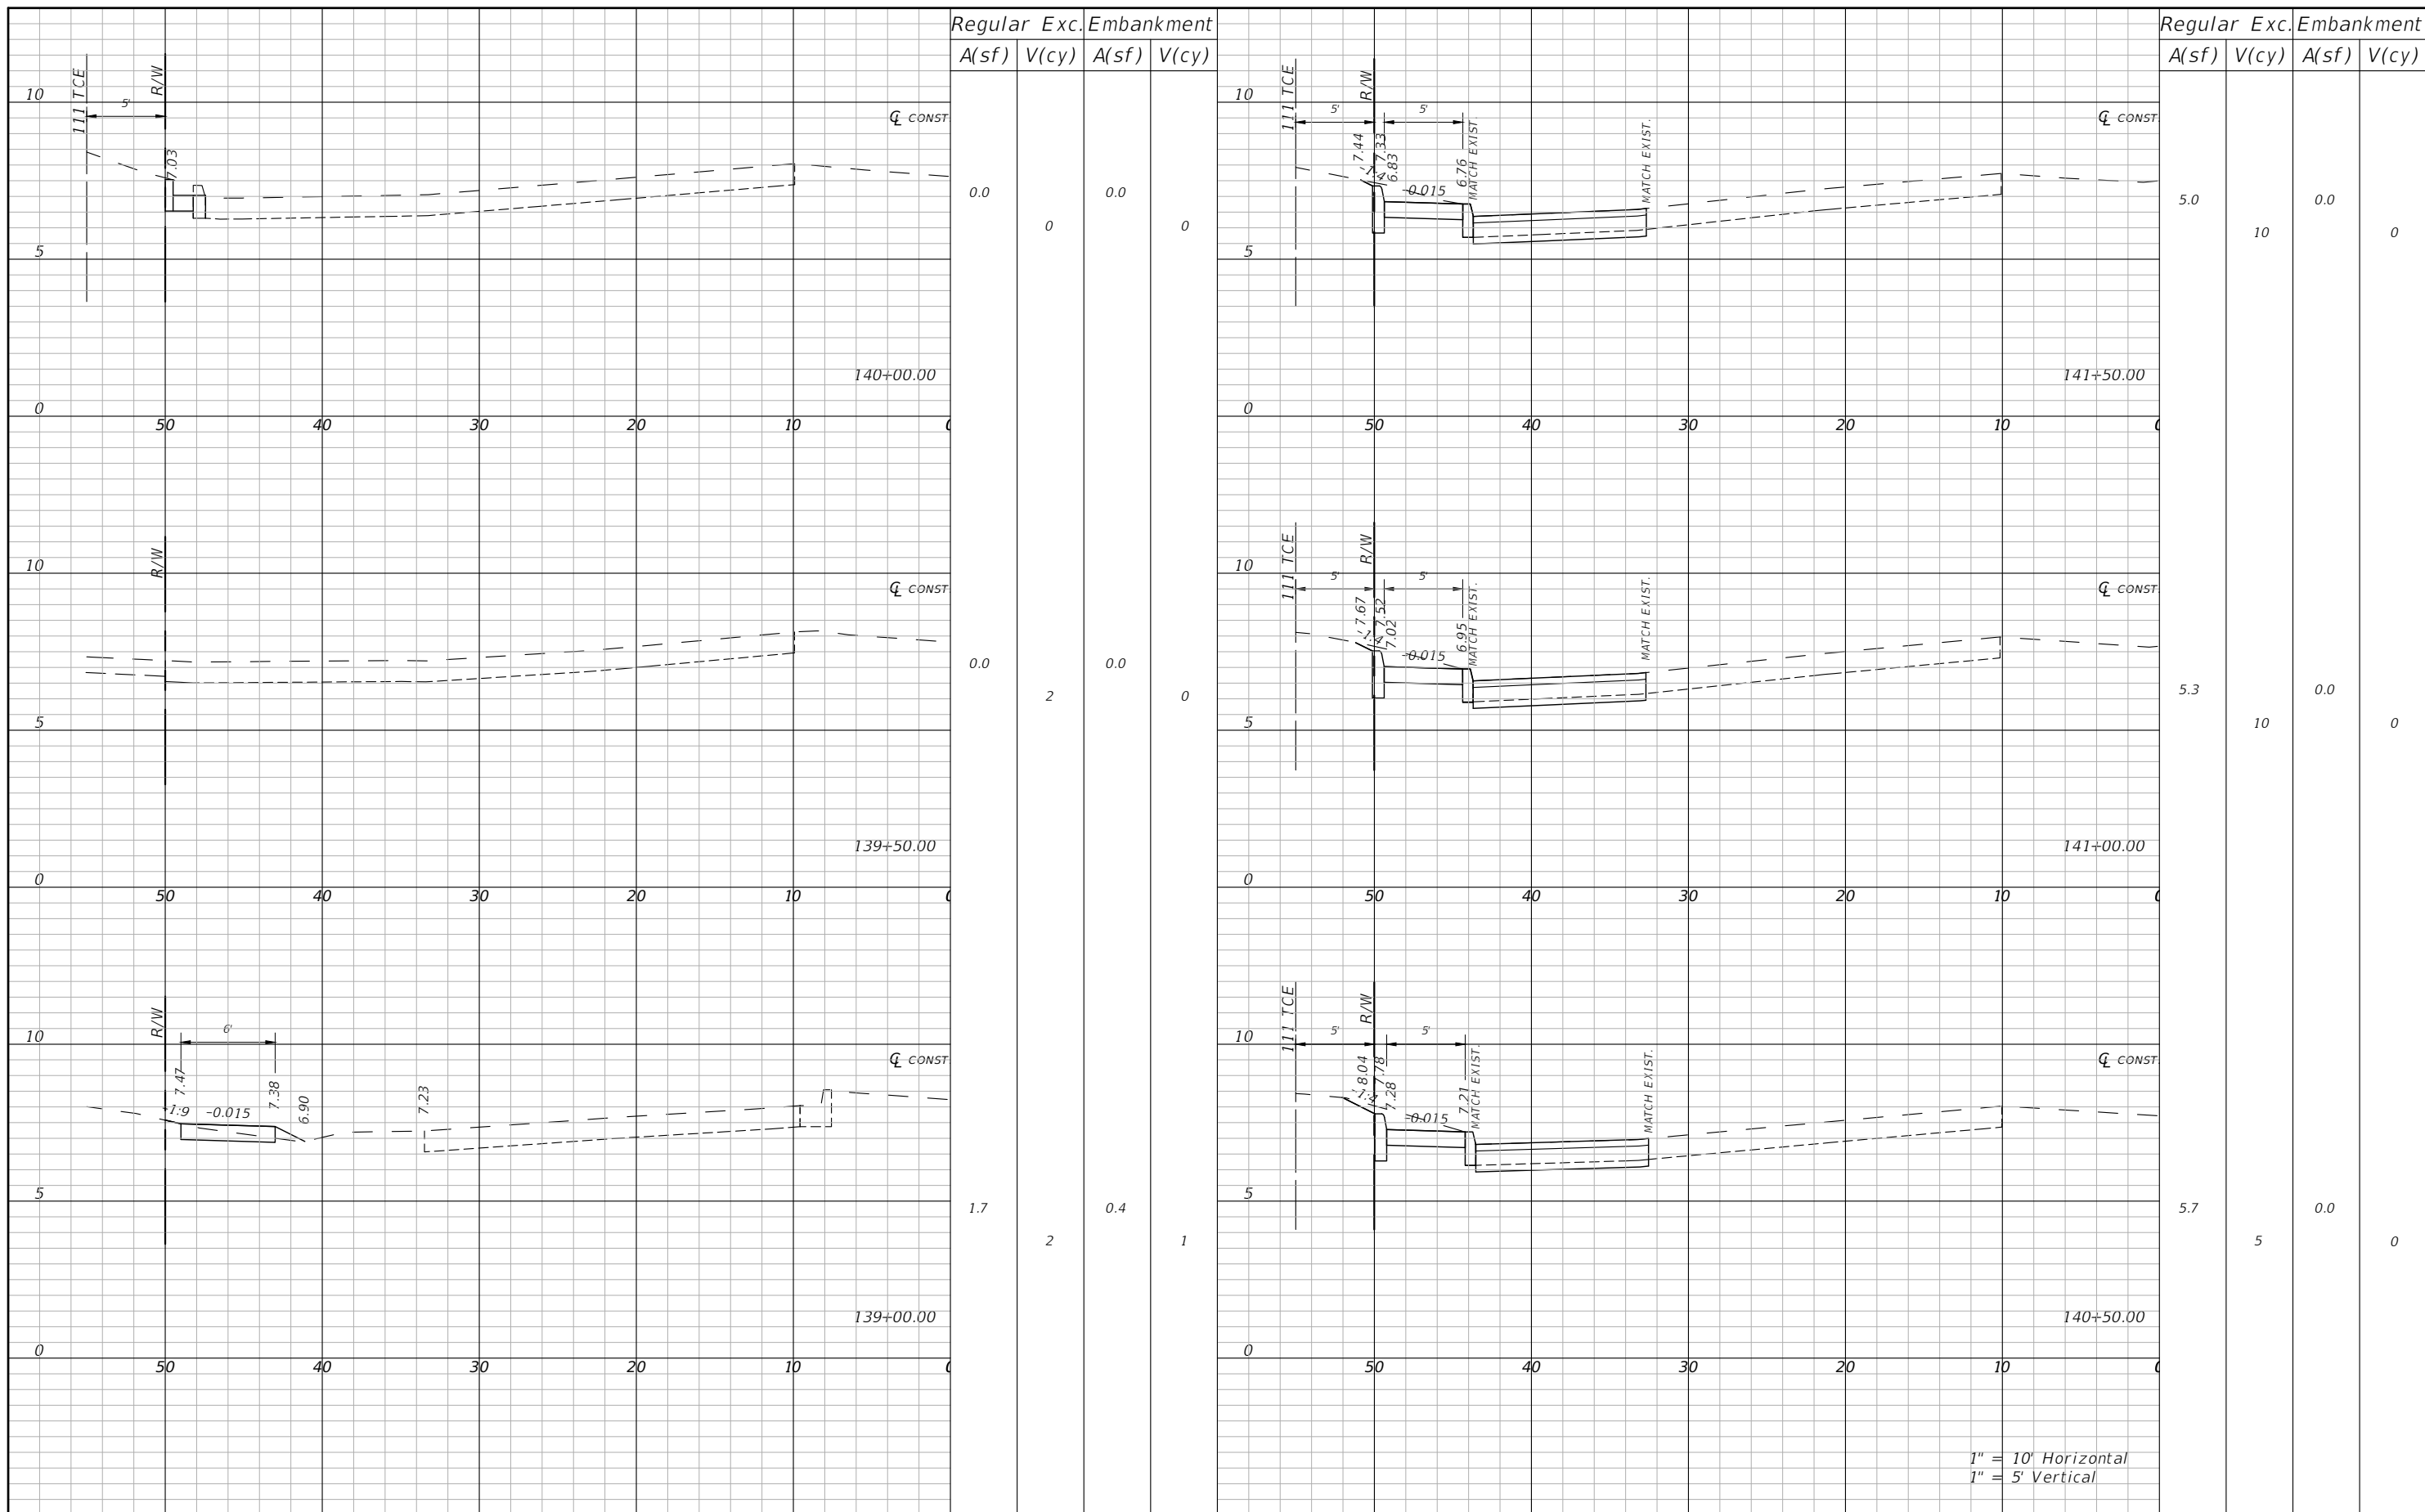 Regular Exc. Embankment
A(sf) V(cy) A(sf) V(cy)
111 TCE
R/W
5'
10
℄ CONST
7.03
0.0
0.0
0
0
5
140+00.00
0
50 40 30 20 10 0
R/W
10
℄ CONST
0.0
0.0
2
0
5
139+50.00
0
50 40 30 20 10 0
R/W
6'
10
℄ CONST
7.47
7.38
6.90
7.23
-1:9 -0.015
5
1.7
0.4
2
1
139+00.00
0
50 40 30 20 10 0
Regular Exc. Embankment
A(sf) V(cy) A(sf) V(cy)
111 TCE
R/W
10
5' 5'
℄ CONST
7.44
7.33
6.83
6.76
MATCH EXIST.
MATCH EXIST.
-1:4
-0.015
5.0
0.0
10
0
5
141+50.00
0
50 40 30 20 10 0
111 TCE
R/W
10
5' 5'
℄ CONST
7.67
7.52
7.02
6.95
MATCH EXIST.
MATCH EXIST.
-1:4
-0.015
5.3
0.0
10
0
5
141+00.00
0
50 40 30 20 10 0
111 TCE
R/W
10
5' 5'
℄ CONST
8.04
7.78
7.28
7.21
MATCH EXIST.
MATCH EXIST.
-1:4
-0.015
5
5.7
0.0
5
0
140+50.00
0
50 40 30 20 10 0
1" = 10' Horizontal
1" = 5' Vertical